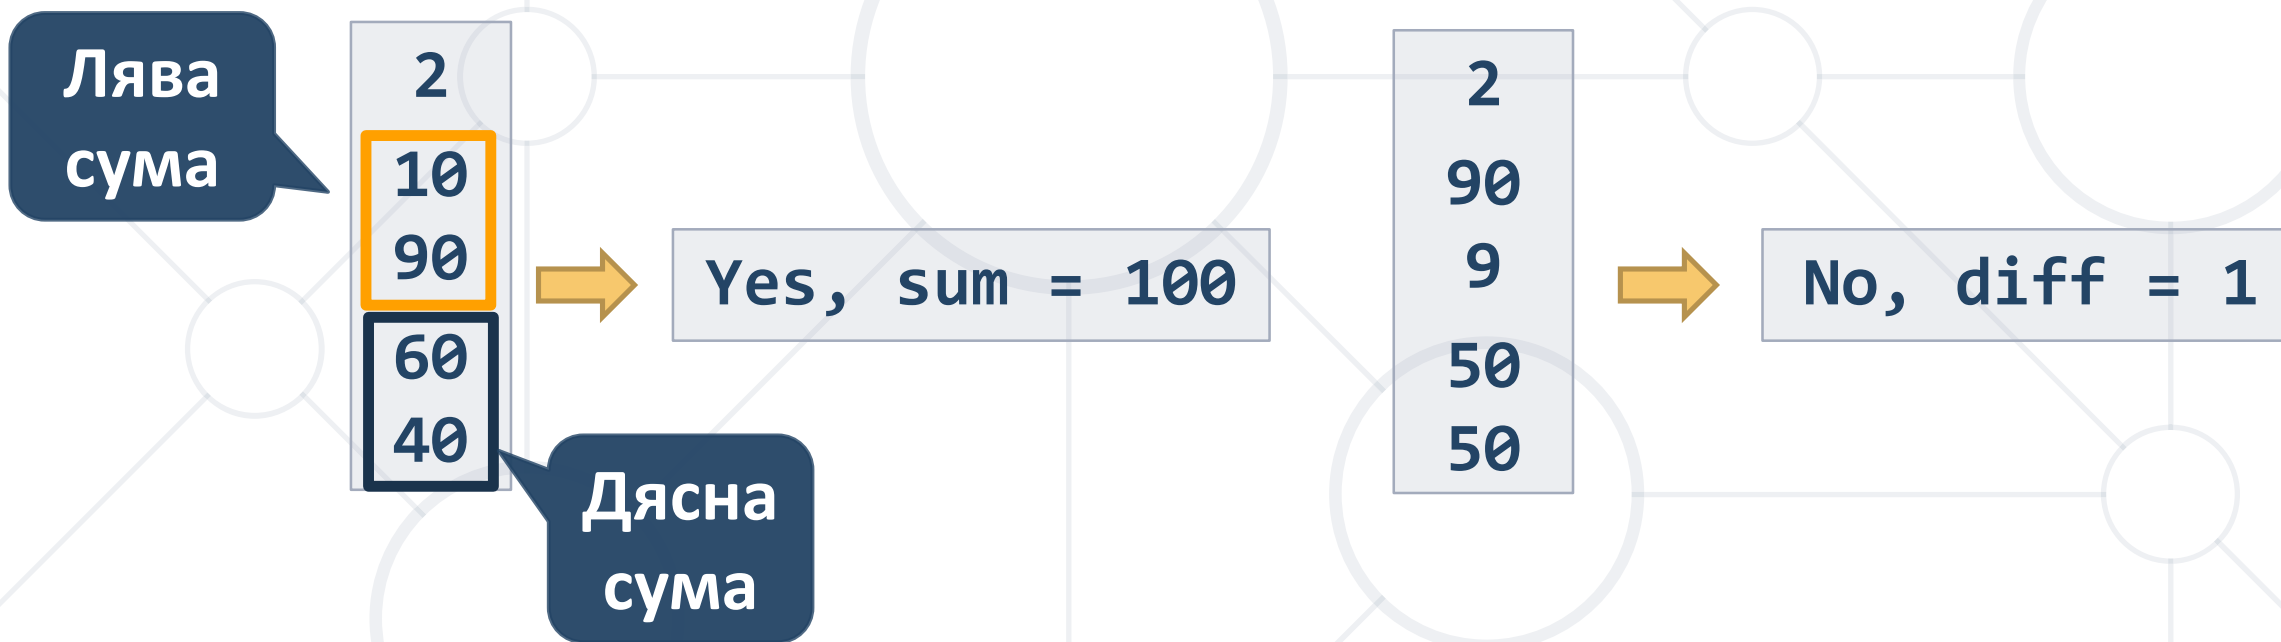 Лява
сума
2
10
90
60
40
Yes, sum = 100
Дясна
сума
2
90
9
50
50
No, diff = 1